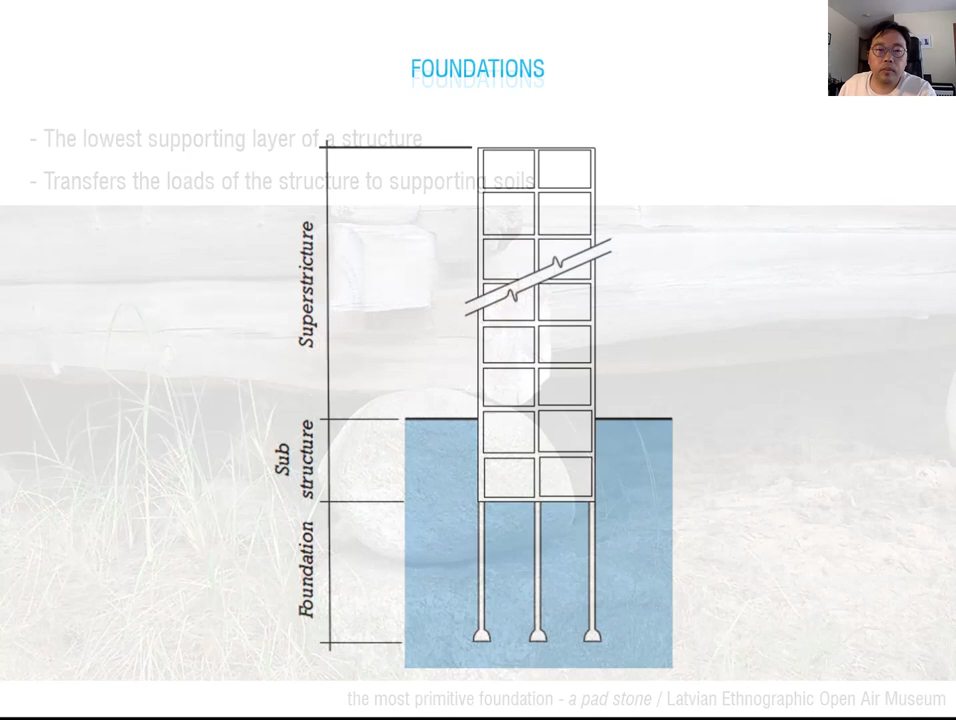 FOUNDATIONS
- The lowest supporting layer of a structure
- Transfers the loads of the structure to supporting soils
Superstricture
Sub
structure
Foundation
the most primitive foundation - a pad stone / Latvian Ethnographic Open Air Museum